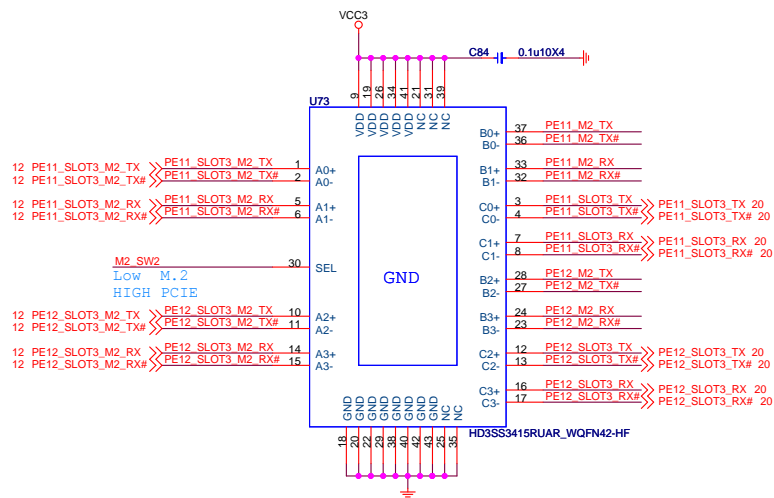 VCC3
C84 0.1u10X4
9 19 26 34 41 21 31 39
U73
VDD VDD VDD VDD VDD NC NC NC
B0+ 37 PE11_M2_TX
B0- 36 PE11_M2_TX#
12 PE11_SLOT3_M2_TX PE11_SLOT3_M2_TX 1 A0+
B1+ 33 PE11_M2_RX
12 PE11_SLOT3_M2_TX# PE11_SLOT3_M2_TX# 2 A0-
B1- 32 PE11_M2_RX#
12 PE11_SLOT3_M2_RX PE11_SLOT3_M2_RX 5 A1+
C0+ 3 PE11_SLOT3_TX PE11_SLOT3_TX 20
12 PE11_SLOT3_M2_RX# PE11_SLOT3_M2_RX# 6 A1-
C0- 4 PE11_SLOT3_TX# PE11_SLOT3_TX# 20
C1+ 7 PE11_SLOT3_RX PE11_SLOT3_RX 20
C1- 8 PE11_SLOT3_RX# PE11_SLOT3_RX# 20
M2_SW2 30 SEL
Low M.2
HIGH PCIE
GND
B2+ 28 PE12_M2_TX
B2- 27 PE12_M2_TX#
12 PE12_SLOT3_M2_TX PE12_SLOT3_M2_TX 10 A2+
B3+ 24 PE12_M2_RX
12 PE12_SLOT3_M2_TX# PE12_SLOT3_M2_TX# 11 A2-
B3- 23 PE12_M2_RX#
12 PE12_SLOT3_M2_RX PE12_SLOT3_M2_RX 14 A3+
C2+ 12 PE12_SLOT3_TX PE12_SLOT3_TX 20
12 PE12_SLOT3_M2_RX# PE12_SLOT3_M2_RX# 15 A3-
C2- 13 PE12_SLOT3_TX# PE12_SLOT3_TX# 20
C3+ 16 PE12_SLOT3_RX PE12_SLOT3_RX 20
C3- 17 PE12_SLOT3_RX# PE12_SLOT3_RX# 20
GND GND GND GND GND GND GND GND NC NC
HD3SS3415RUAR_WQFN42-HF
18 20 22 29 38 40 42 43 25 35